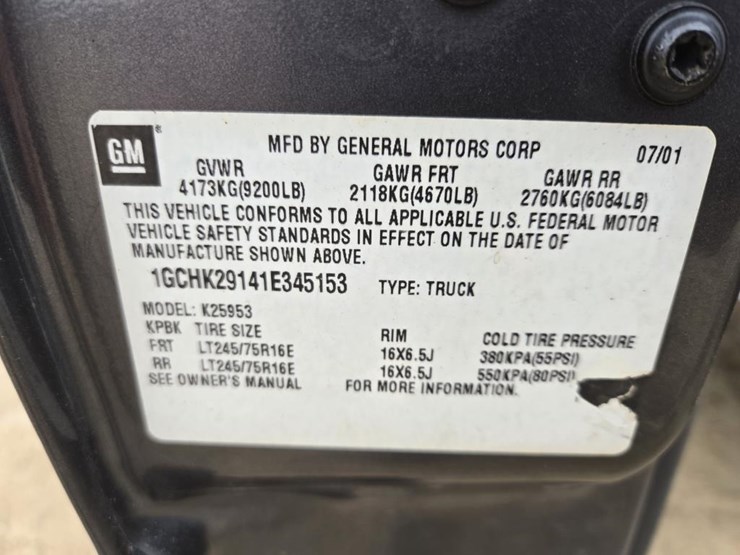 GM
MFD BY GENERAL MOTORS CORP 07/01
GVWR GAWR FRT GAWR RR
4173KG(9200LB) 2118KG(4670LB) 2760KG(6084LB)
THIS VEHICLE CONFORMS TO ALL APPLICABLE U.S. FEDERAL MOTOR
VEHICLE SAFETY STANDARDS IN EFFECT ON THE DATE OF
MANUFACTURE SHOWN ABOVE.
1GCHK29141E345153 TYPE: TRUCK
MODEL: K25953
KPBK TIRE SIZE RIM COLD TIRE PRESSURE
FRT LT245/75R16E 16X6.5J 380KPA(55PSI)
RR LT245/75R16E 16X6.5J 550KPA(80PSI)
SEE OWNER'S MANUAL FOR MORE INFORMATION.